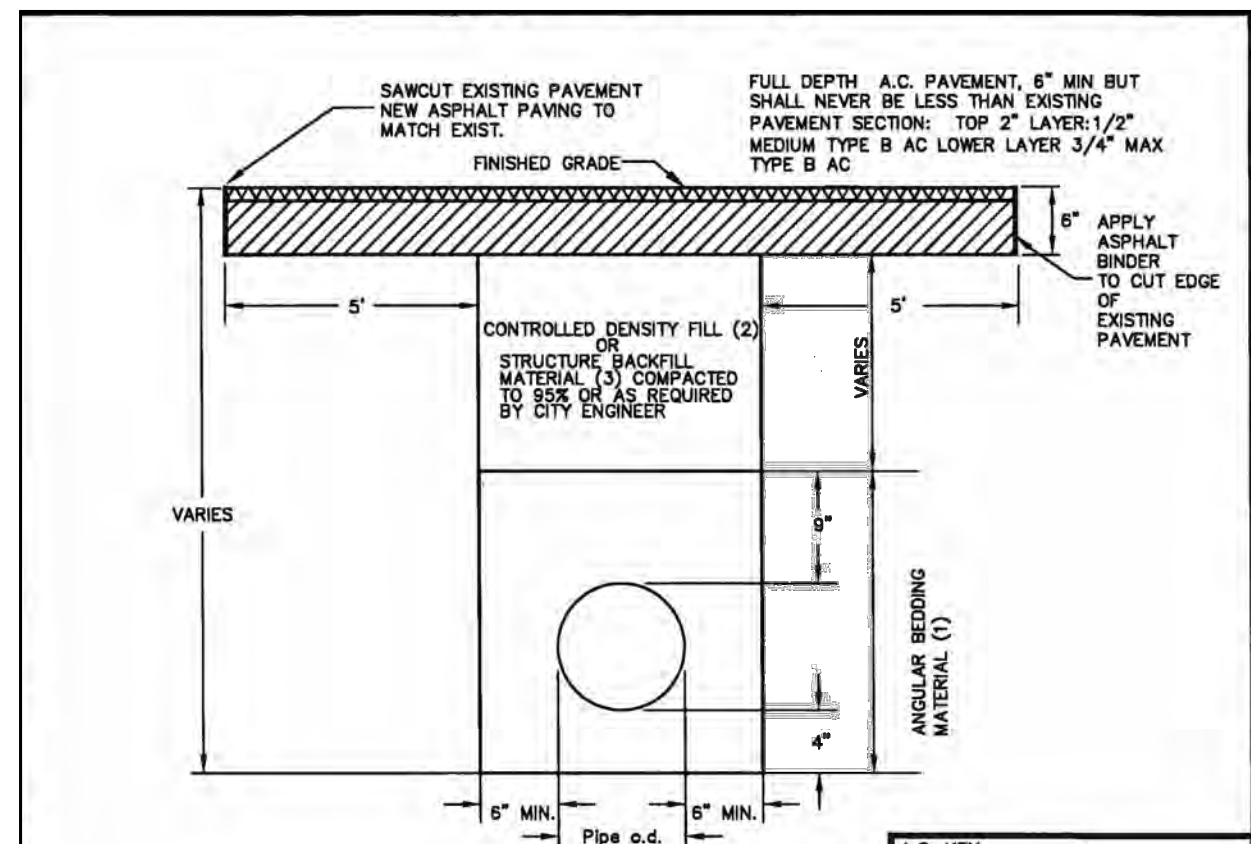 SAWCUT EXISTING PAVEMENT
NEW ASPHALT PAVING TO
MATCH EXIST.
FULL DEPTH A.C. PAVEMENT, 6" MIN BUT
SHALL NEVER BE LESS THAN EXISTING
PAVEMENT SECTION: TOP 2" LAYER:1/2"
MEDIUM TYPE B AC LOWER LAYER 3/4" MAX
TYPE B AC
FINISHED GRADE
6"
APPLY
ASPHALT
BINDER
TO CUT EDGE
OF
EXISTING
PAVEMENT
5'
5'
CONTROLLED DENSITY FILL (2)
OR
STRUCTURE BACKFILL
MATERIAL (3) COMPACTED
TO 95% OR AS REQUIRED
BY CITY ENGINEER
VARIES
VARIES
ANGULAR BEDDING
MATERIAL (1)
4"
6" MIN.
6" MIN.
Pipe o.d.